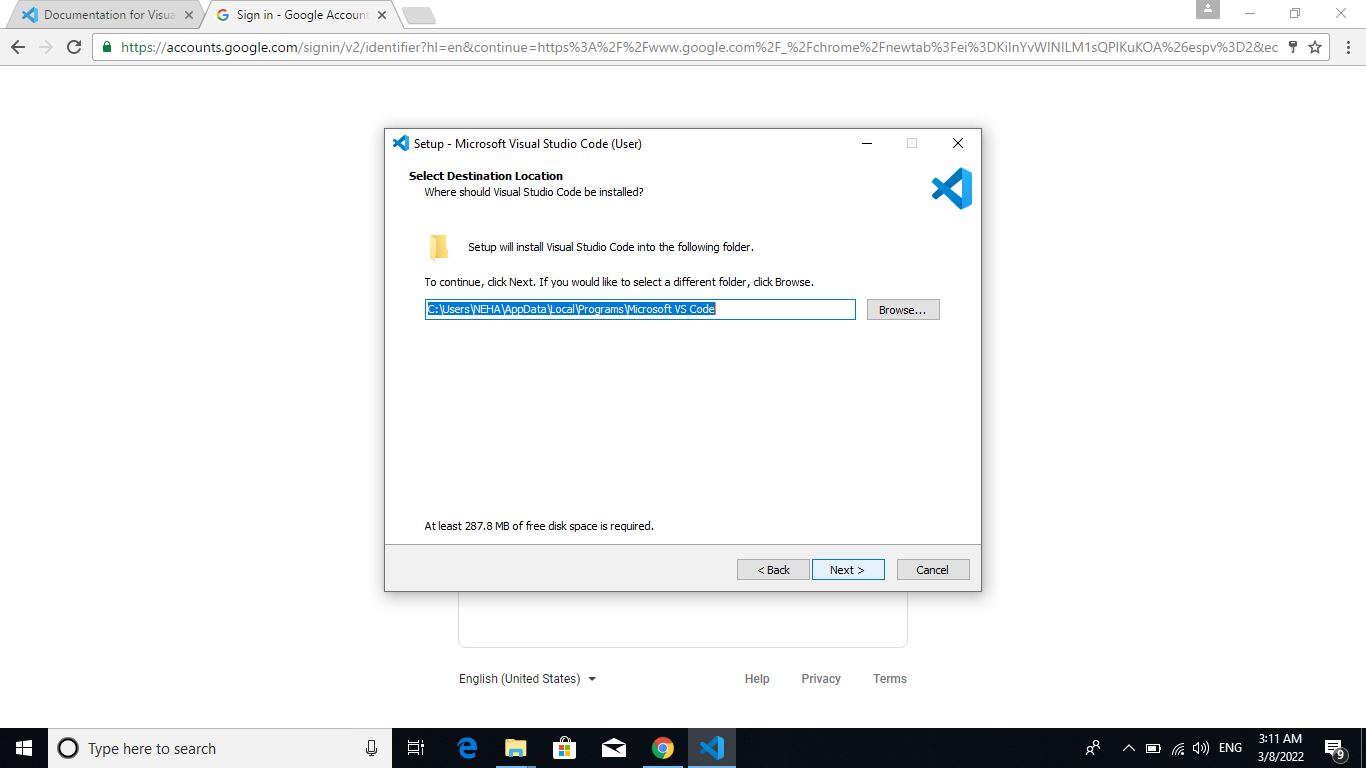 Documentation for Visua
Sign in - Google Account
https://accounts.google.com/signin/v2/identifier?hl=en&continue=https%3A%2F%2Fwww.google.com%2F_%2Fchrome%2Fnewtab%3Fei%3DKiInYvWINILM1sQPlKuKOA%26espv%3D2&ec
Setup - Microsoft Visual Studio Code (User)
Select Destination Location
Where should Visual Studio Code be installed?
Setup will install Visual Studio Code into the following folder.
To continue, click Next. If you would like to select a different folder, click Browse.
C:\Users\NEHA\AppData\Local\Programs\Microsoft VS Code
Browse...
At least 287.8 MB of free disk space is required.
< Back Next > Cancel
English (United States) Help Privacy Terms
Type here to search
ENG
3:11 AM
3/8/2022
9